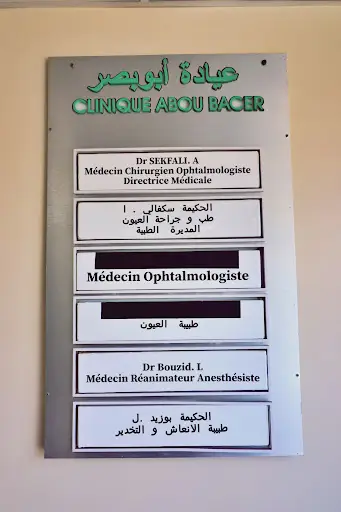 عيادة أبوبصر
CLINIQUE ABOU BACER
Dr SEKFALI. A
Médecin Chirurgien Ophtalmologiste
Directrice Médicale
الحكيمة سكفالي . ا
طب و جراحة العيون
المديرة الطبية
Médecin Ophtalmologiste
طبيبة العيون
Dr Bouzid. L
Médecin Réanimateur Anesthésiste
الحكيمة بوزيد .ل
طبيبة الانعاش و التخدير